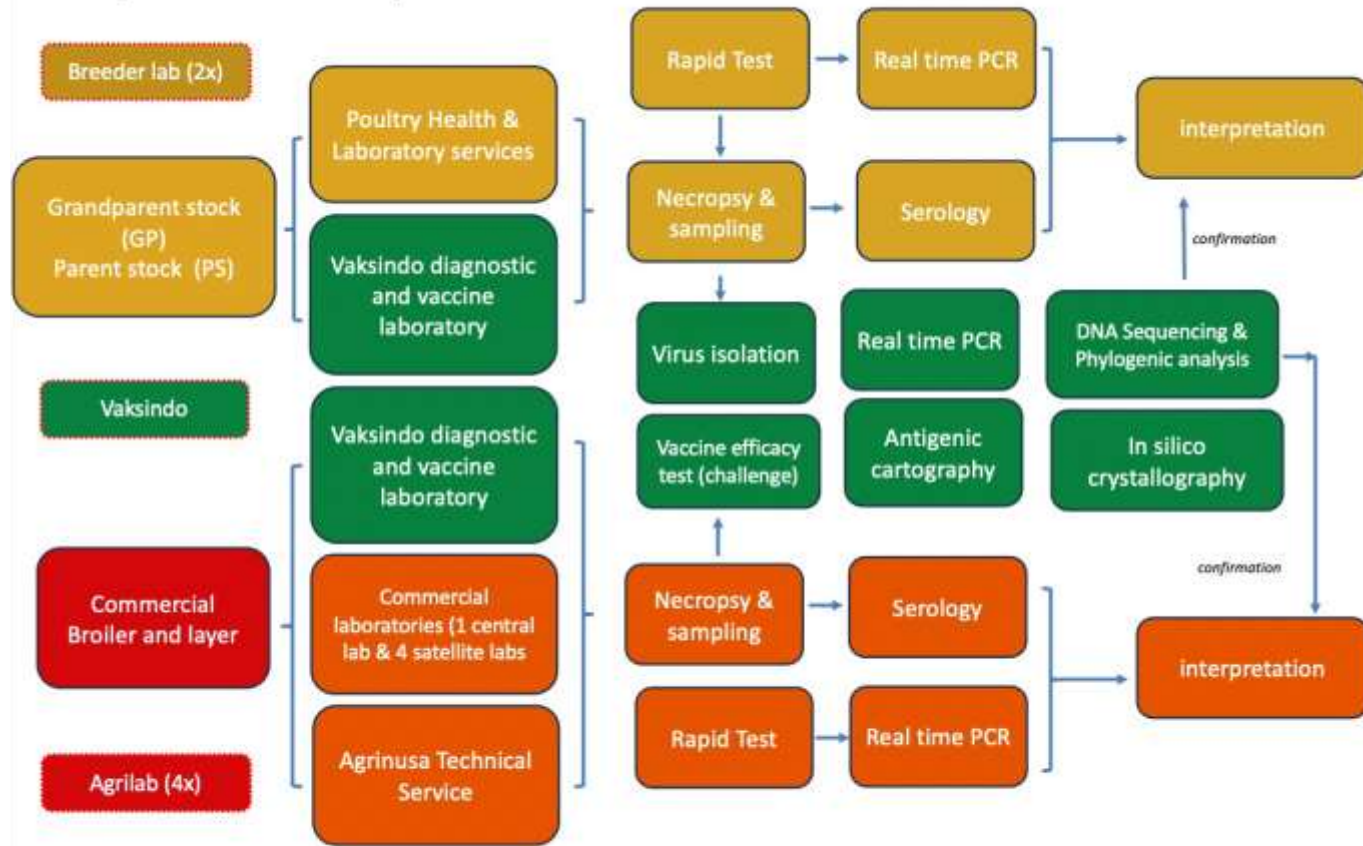 Breeder lab (2x)
Grandparent stock
(GP)
Parent stock (PS)
Vaksindo
Commercial
Broiler and layer
Agrilab (4x)
Poultry Health &
Laboratory services
Vaksindo diagnostic
and vaccine
laboratory
Vaksindo diagnostic
and vaccine
laboratory
Commercial
laboratories (1 central
lab & 4 satellite labs
Agrinusa Technical
Service
Rapid Test
Real time PCR
Necropsy &
sampling
Serology
interpretation
confirmation
Virus isolation
Real time PCR
DNA Sequencing &
Phylogenic analysis
Vaccine efficacy
test (challenge)
Antigenic
cartography
In silico
crystallography
confirmation
Necropsy &
sampling
Serology
Rapid Test
Real time PCR
interpretation